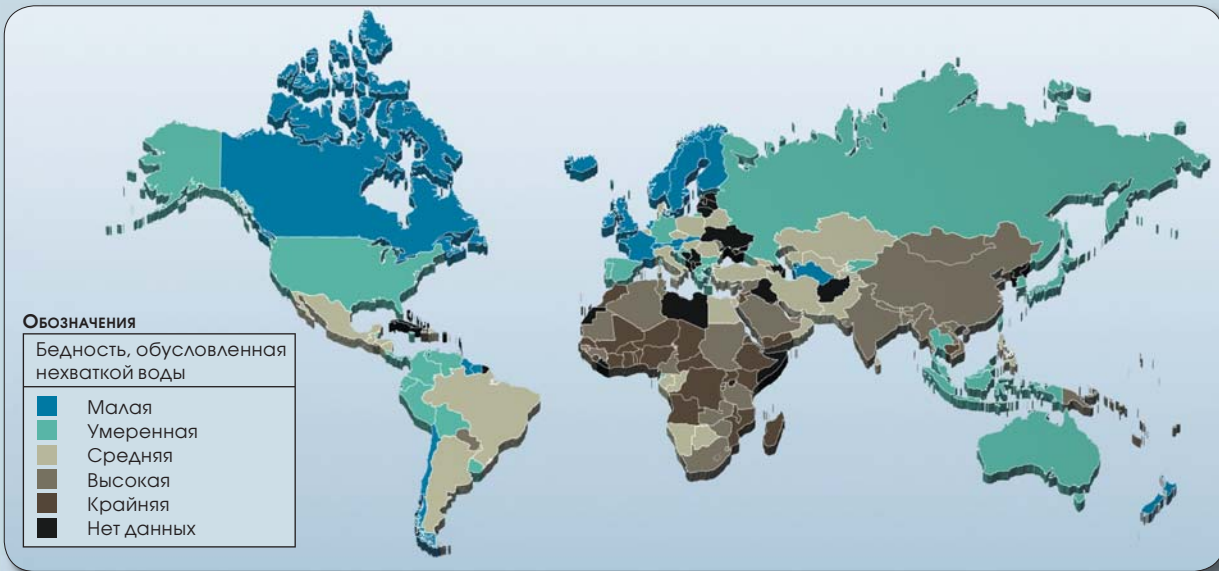 ОБОЗНАЧЕНИЯ
Бедность, обусловленная
нехваткой воды
Малая
Умеренная
Средняя
Высокая
Крайняя
Нет данных